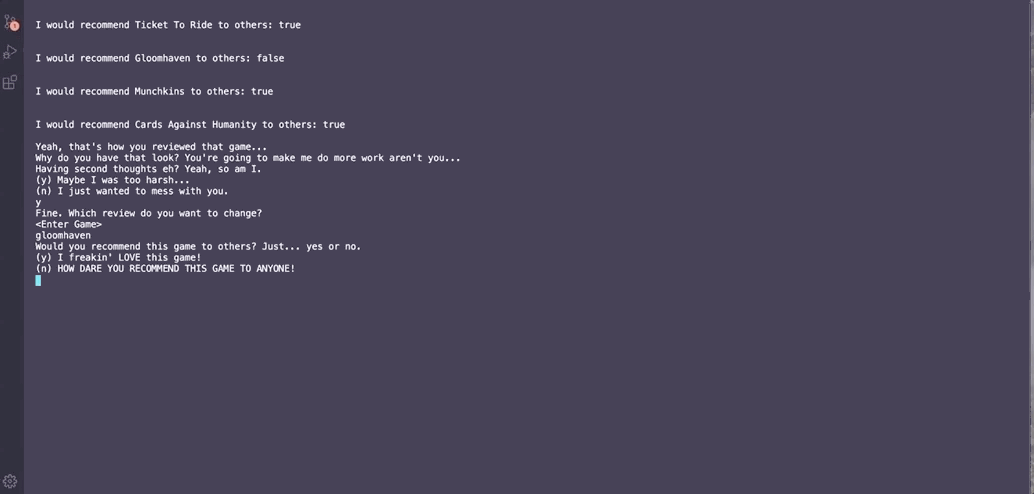 I would recommend Ticket To Ride to others: true
I would recommend Gloomhaven to others: false
I would recommend Munchkins to others: true
I would recommend Cards Against Humanity to others: true
Yeah, that's how you reviewed that game...
Why do you have that look? You're going to make me do more work aren't you...
Having second thoughts eh? Yeah, so am I.
(y) Maybe I was too harsh...
(n) I just wanted to mess with you.
y
Fine. Which review do you want to change?
<Enter Game>
gloomhaven
Would you recommend this game to others? Just... yes or no.
(y) I freakin' LOVE this game!
(n) HOW DARE YOU RECOMMEND THIS GAME TO ANYONE!